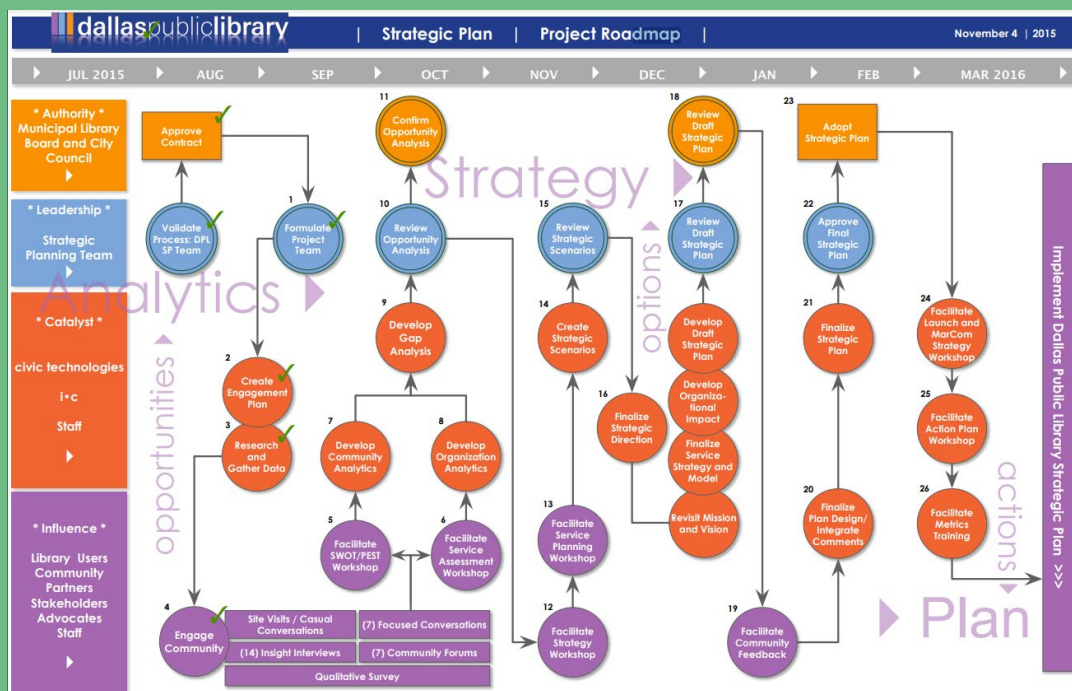 dallaspubliclibrary | Strategic Plan | Project Roadmap | November 4 | 2015
JUL 2015 AUG SEP OCT NOV DEC JAN FEB MAR 2016
* Authority *
Municipal Library
Board and City
Council
* Leadership *
Strategic
Planning Team
* Catalyst *
civic technologies
i•c
Staff
* Influence *
Library Users
Community
Partners
Stakeholders
Advocates
Staff
Analytics
opportunities
Strategy
options
Plan
actions
Approve
Contract
Validate
Process: DPL
SP Team
1
Formulate
Project Team
2
Create
Engagement
Plan
3
Research
and
Gather Data
4
Engage
Community
Site Visits / Casual
Conversations
(7) Focused Conversations
(14) Insight Interviews
(7) Community Forums
Qualitative Survey
5
Facilitate
SWOT/PEST
Workshop
6
Facilitate
Service
Assessment
Workshop
7
Develop
Community
Analytics
8
Develop
Organization
Analytics
9
Develop
Gap
Analysis
10
Review
Opportunity
Analysis
11
Confirm
Opportunity
Analysis
12
Facilitate
Strategy
Workshop
13
Facilitate
Service
Planning
Workshop
14
Create
Strategic
Scenarios
15
Review
Strategic
Scenarios
16
Finalize
Strategic
Direction
Revisit Mission
and Vision
Finalize
Service
Strategy
and Model
Develop
Organiza-
tional
Impact
Develop
Draft
Strategic
Plan
17
Review
Draft
Strategic
Plan
18
Review
Draft
Strategic
Plan
19
Facilitate
Community
Feedback
20
Finalize
Plan Design/
Integrate
Comments
21
Finalize
Strategic
Plan
22
Approve
Final
Strategic
Plan
23
Adopt
Strategic Plan
24
Facilitate
Launch and
MarCom
Strategy
Workshop
25
Facilitate
Action Plan
Workshop
26
Facilitate
Metrics
Training
Implement Dallas Public Library Strategic Plan >>>